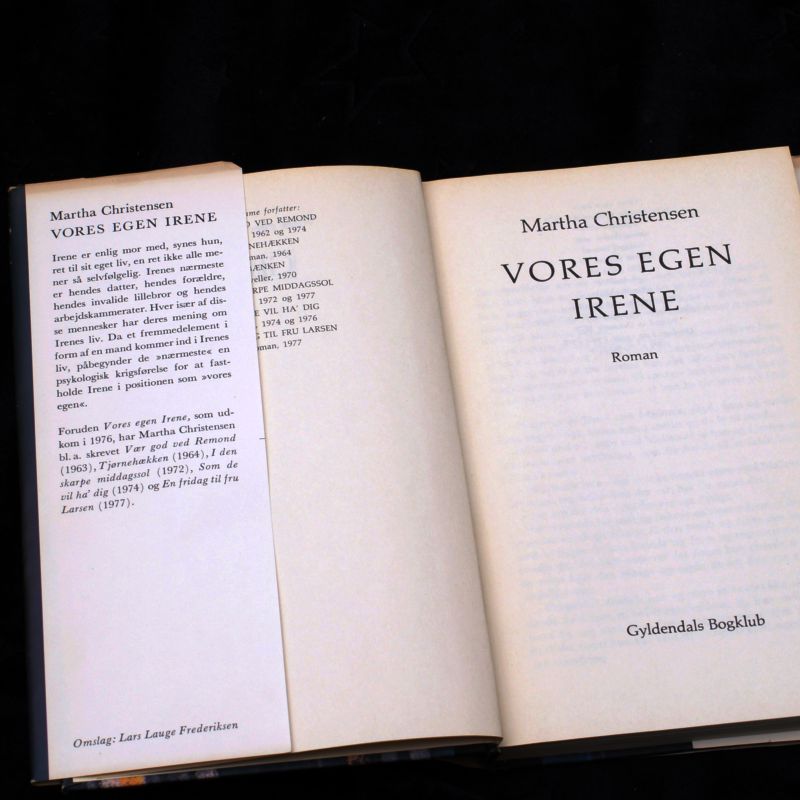 Martha Christensen
VORES EGEN IRENE
Irene er enlig mor med, synes hun,
ret til sit eget liv, en ret ikke alle me-
ner så selvfølgelig. Irenes nærmeste
er hendes datter, hendes forældre,
hendes invalide lillebror og hendes
arbejdskammerater. Hver især af dis-
se mennesker har deres mening om
Irenes liv. Da et fremmedelement i
form af en mand kommer ind i Irenes
liv, påbegynder de »nærmeste« en
psykologisk krigsførelse for at fast-
holde Irene i positionen som »vores
egen«.
Foruden Vores egen Irene, som ud-
kom i 1976, har Martha Christensen
bl. a. skrevet Vær god ved Remond
(1963), Tjørnehækken (1964), I den
skarpe middagssol (1972), Som de
vil ha' dig (1974) og En fridag til fru
Larsen (1977).
Omslag: Lars Lauge Frederiksen
me forfatter:
VED REMOND
1962 og 1974
NEHÆKKEN
man, 1964
ÆNKEN
eller, 1970
RPE MIDDAGSSOL
1972 og 1977
E VIL HA' DIG
1974 og 1976
G TIL FRU LARSEN
oman, 1977
Martha Christensen
VORES EGEN
IRENE
Roman
Gyldendals Bogklub